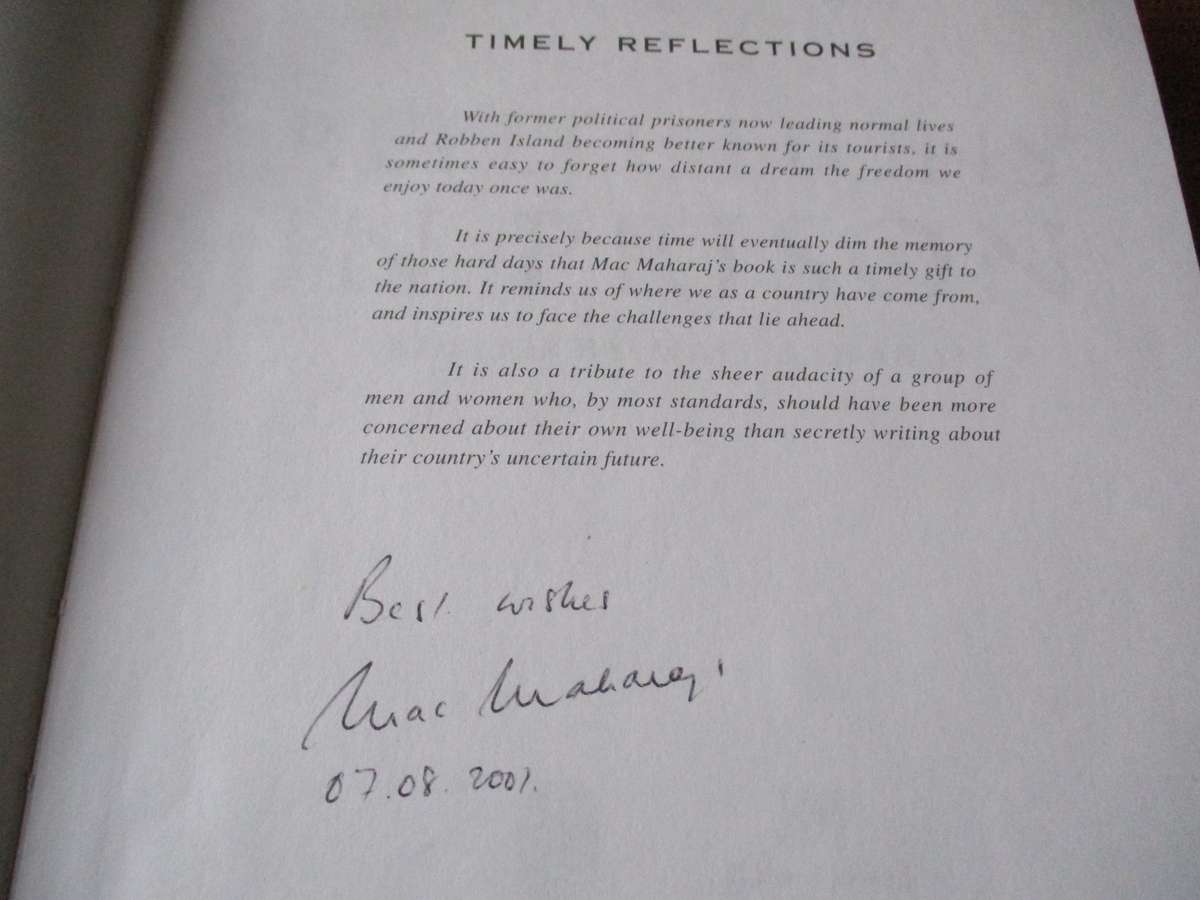 TIMELY REFLECTIONS
With former political prisoners now leading normal lives
and Robben Island becoming better known for its tourists, it is
sometimes easy to forget how distant a dream the freedom we
enjoy today once was.
It is precisely because time will eventually dim the memory
of those hard days that Mac Maharaj's book is such a timely gift to
the nation. It reminds us of where we as a country have come from,
and inspires us to face the challenges that lie ahead.
It is also a tribute to the sheer audacity of a group of
men and women who, by most standards, should have been more
concerned about their own well-being than secretly writing about
their country's uncertain future.
Best wishes
Mac Maharaj
07.08.2001.